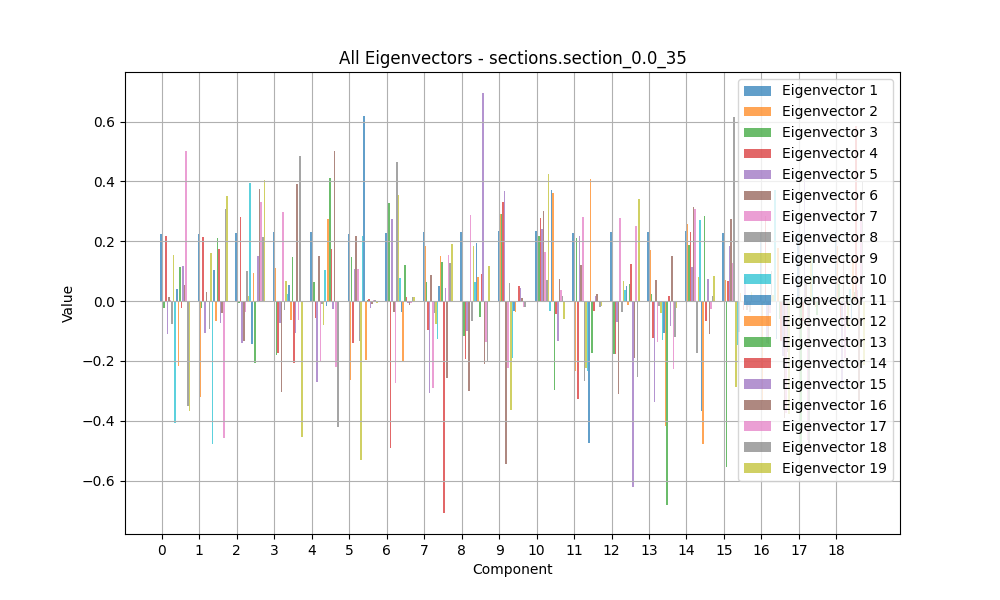 All Eigenvectors - sections.section_0.0_35
Value
0.6
0.4
0.2
0.0
−0.2
−0.4
−0.6
0 1 2 3 4 5 6 7 8 9 10 11 12 13 14 15 16 17 18
Component
Eigenvector 1
Eigenvector 2
Eigenvector 3
Eigenvector 4
Eigenvector 5
Eigenvector 6
Eigenvector 7
Eigenvector 8
Eigenvector 9
Eigenvector 10
Eigenvector 11
Eigenvector 12
Eigenvector 13
Eigenvector 14
Eigenvector 15
Eigenvector 16
Eigenvector 17
Eigenvector 18
Eigenvector 19